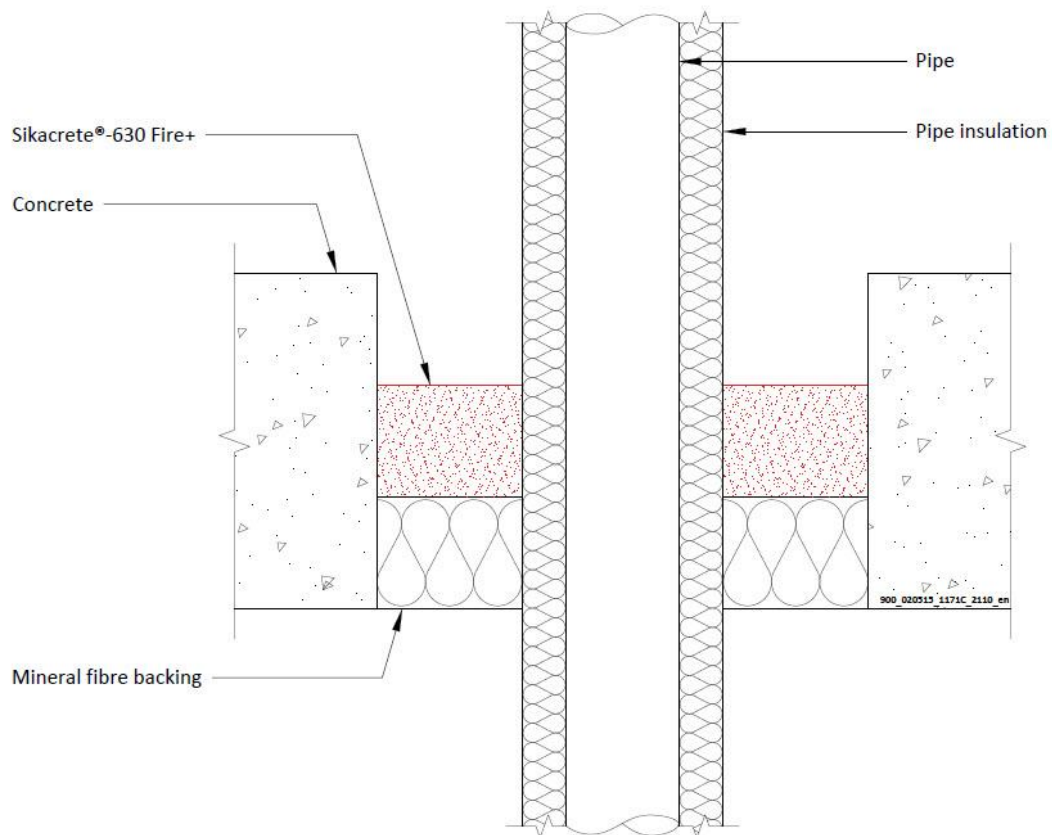 Pipe
Sikacrete®-630 Fire+
Pipe insulation
Concrete
900_020515_1171C_2110_en
Mineral fibre backing